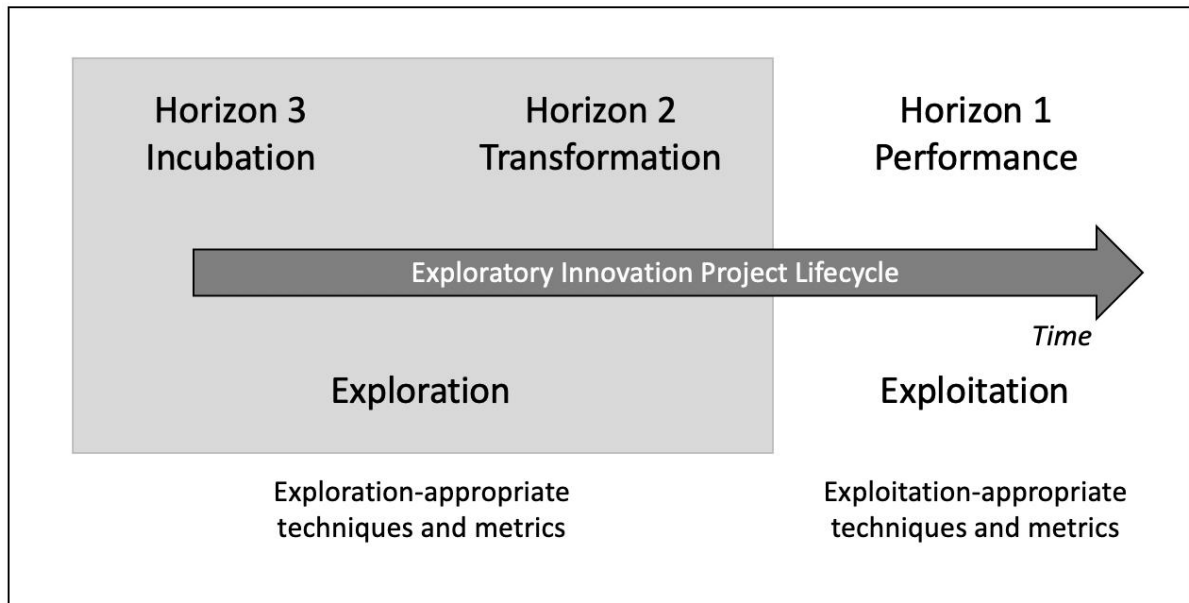 Horizon 3
Incubation
Horizon 2
Transformation
Horizon 1
Performance
Exploratory Innovation Project Lifecycle
Time
Exploration
Exploitation
Exploration-appropriate
techniques and metrics
Exploitation-appropriate
techniques and metrics